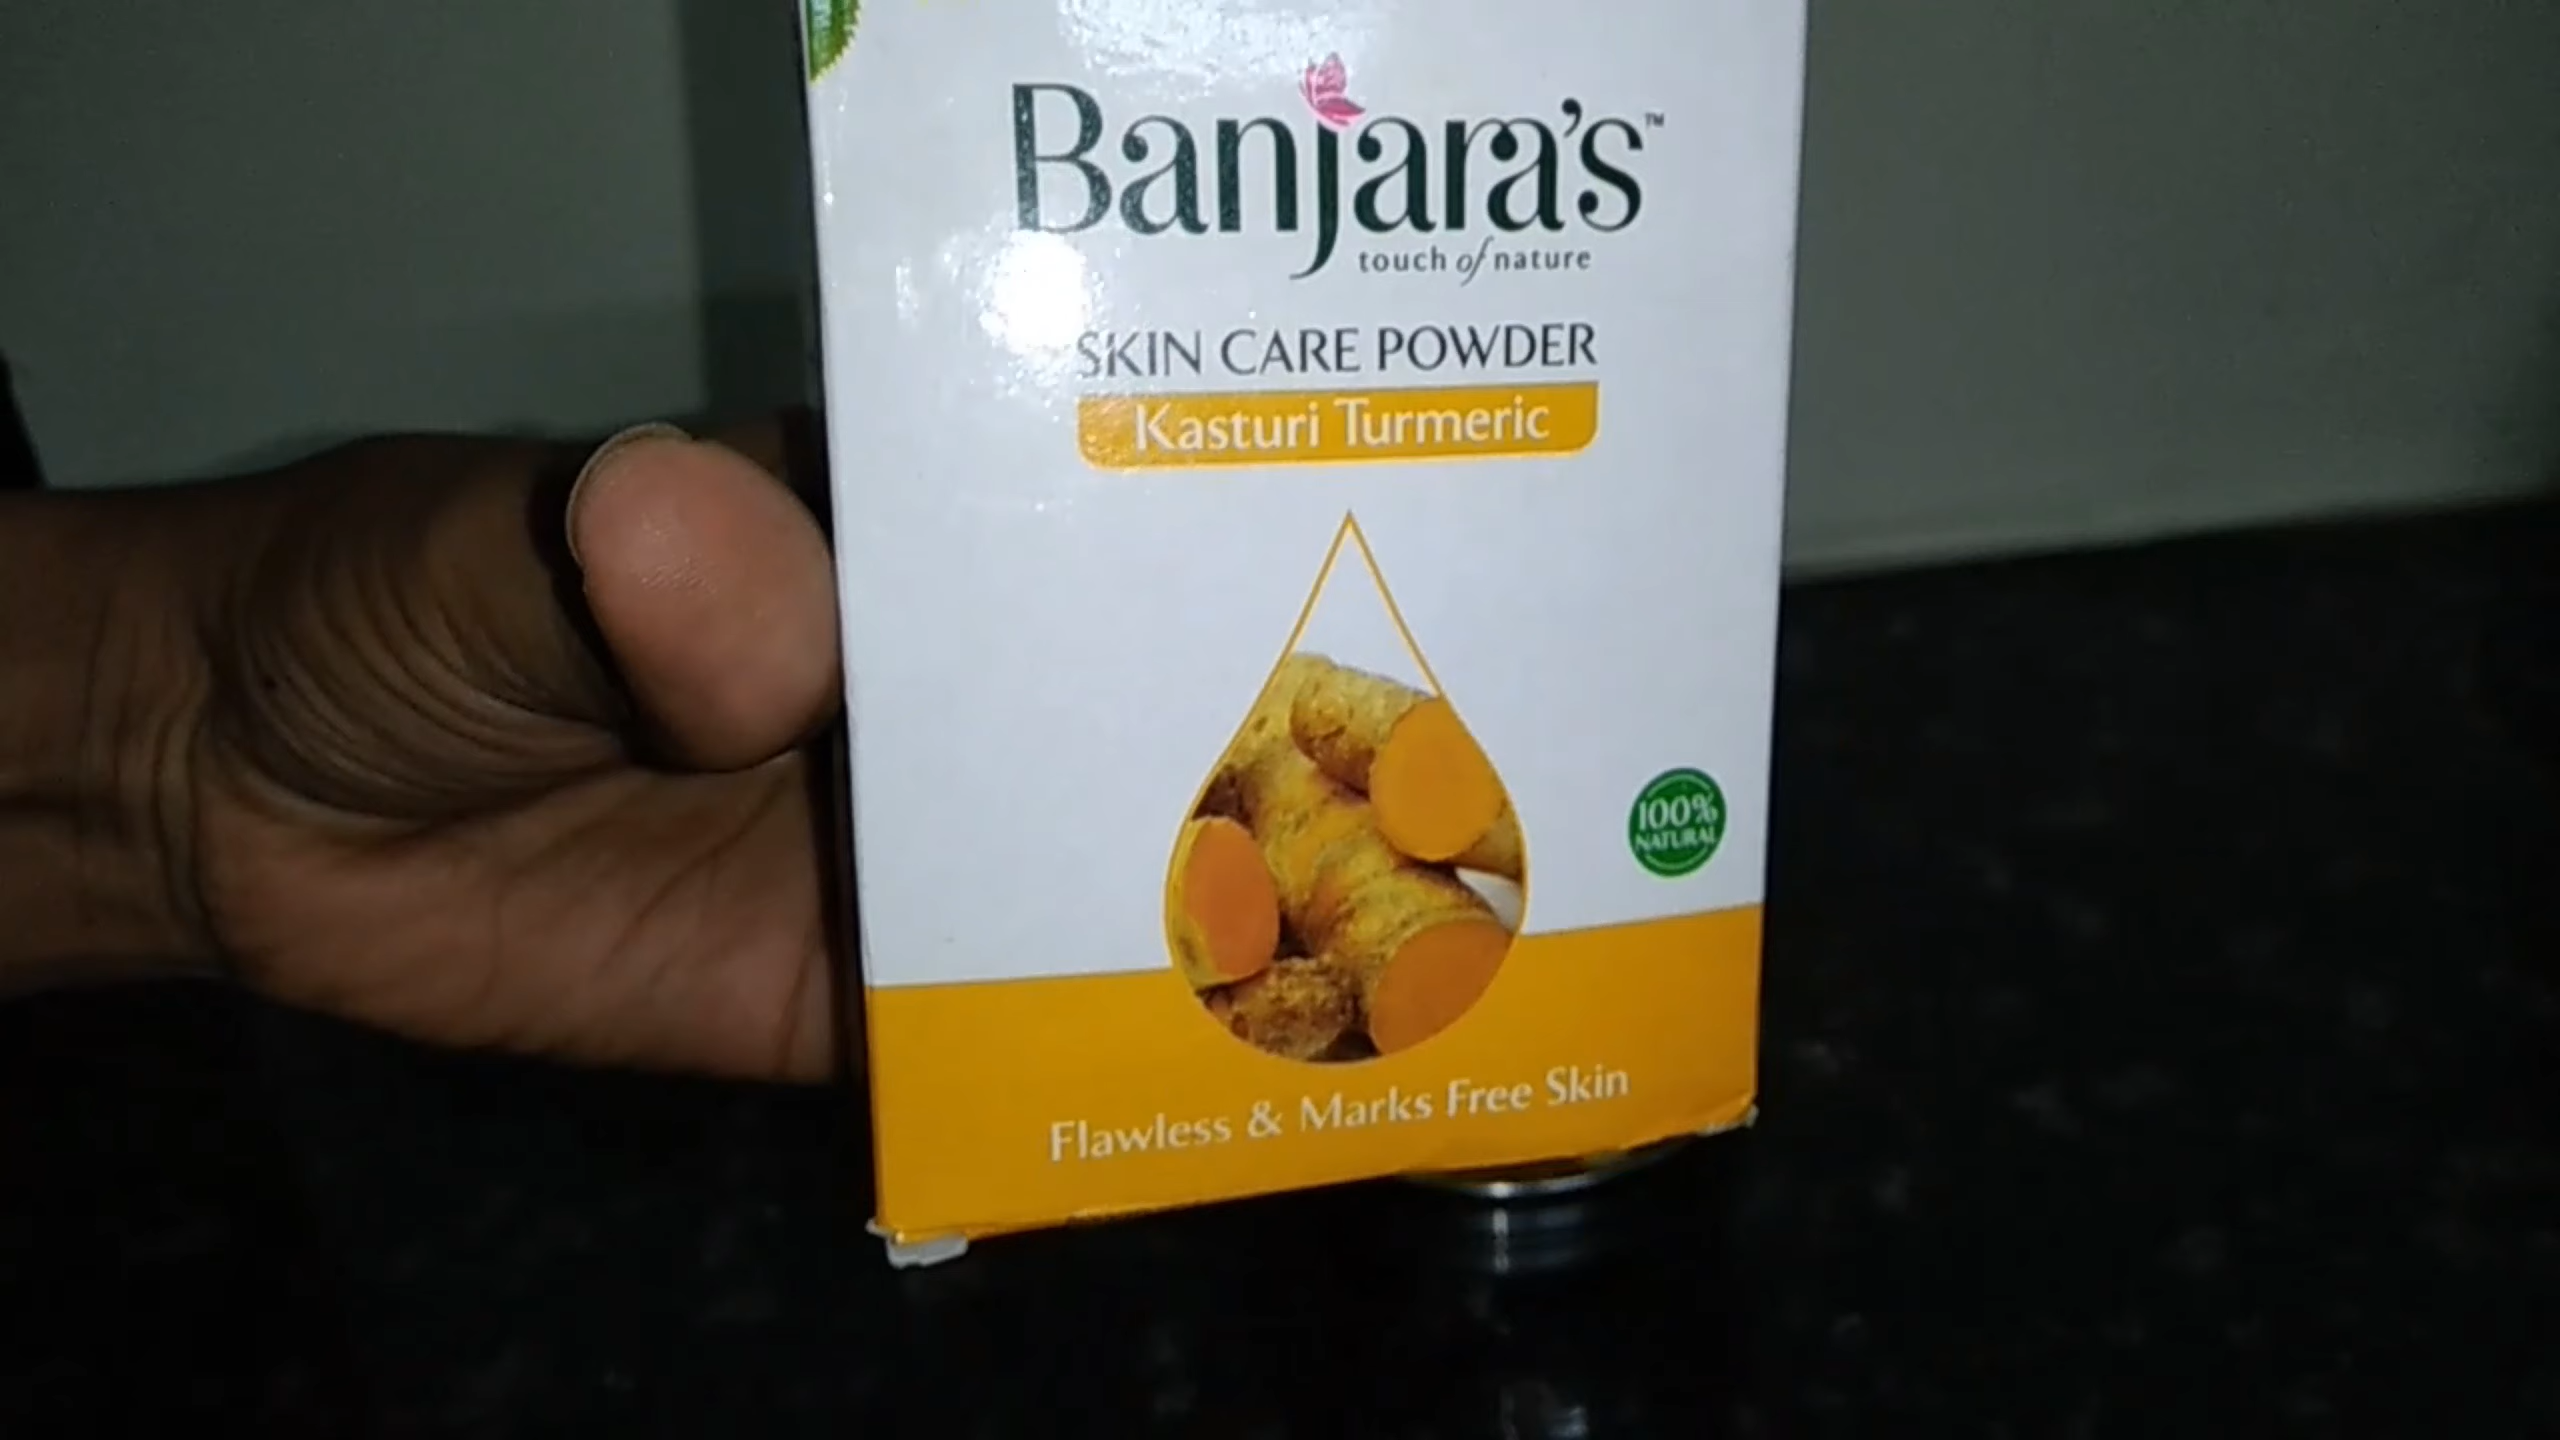 Banjara's™
touch of nature
SKIN CARE POWDER
Kasturi Turmeric
100%
NATURAL
Flawless & Marks Free Skin